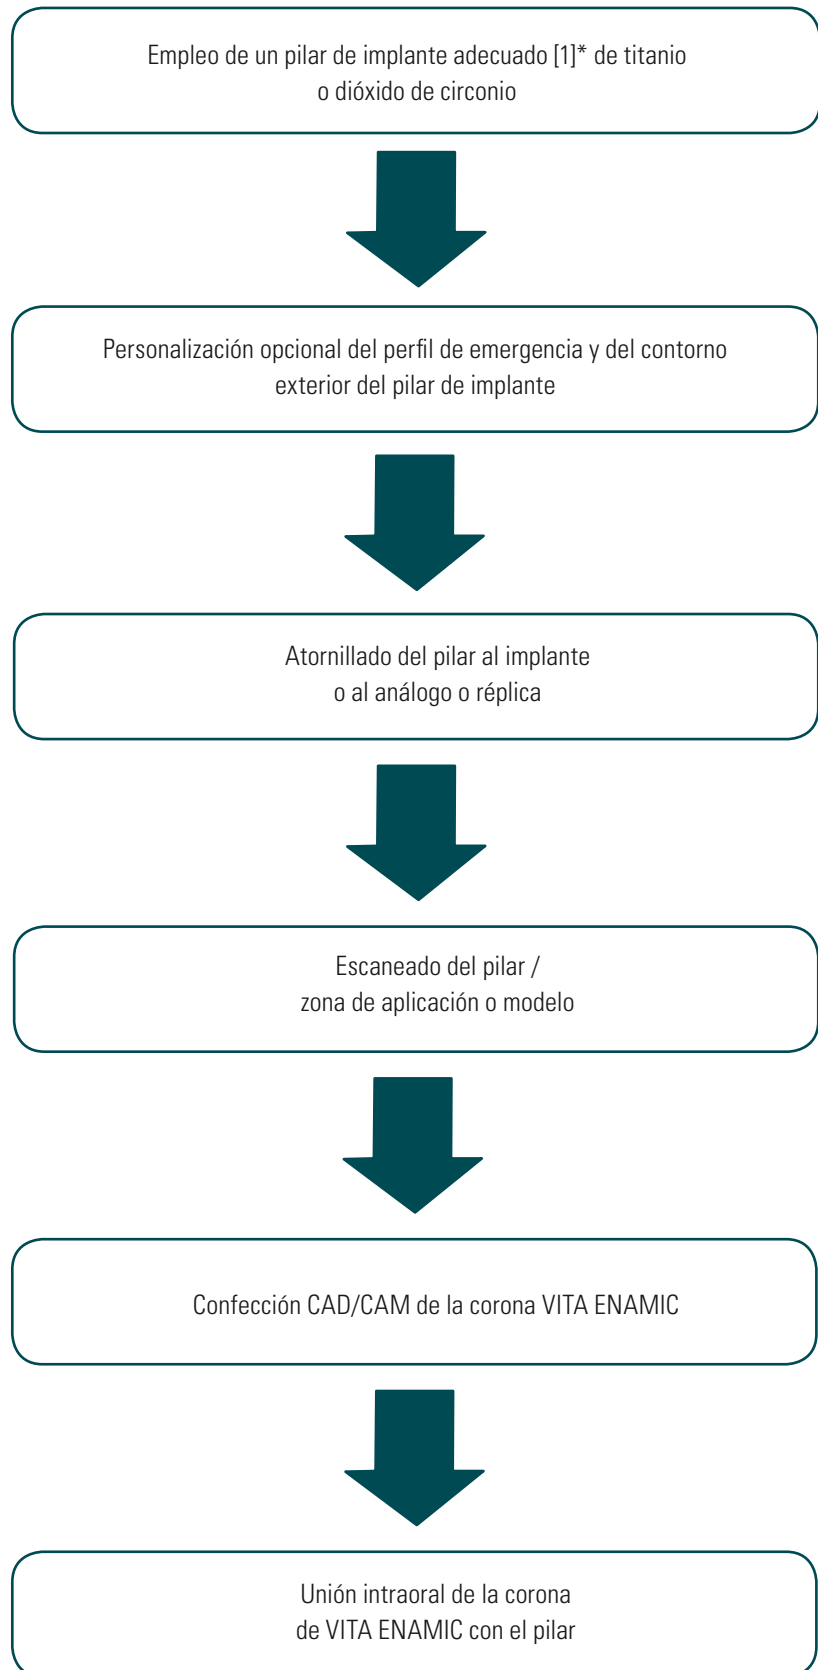 Empleo de un pilar de implante adecuado [1]* de titanio
o dióxido de circonio
Personalización opcional del perfil de emergencia y del contorno
exterior del pilar de implante
Atornillado del pilar al implante
o al análogo o réplica
Escaneado del pilar /
zona de aplicación o modelo
Confección CAD/CAM de la corona VITA ENAMIC
Unión intraoral de la corona
de VITA ENAMIC con el pilar